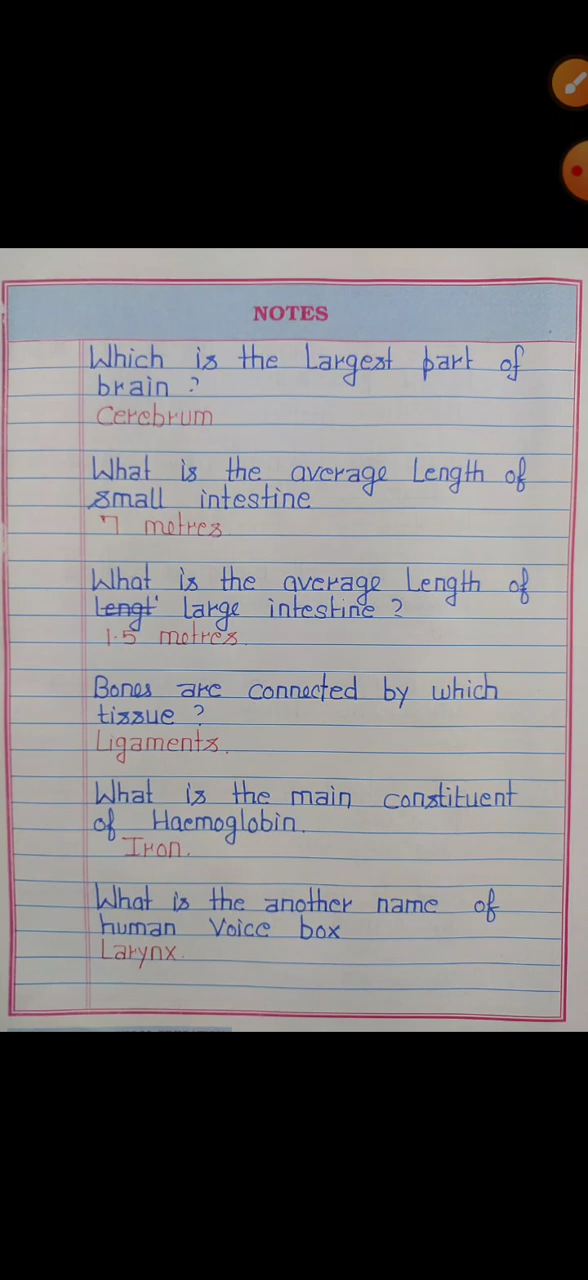 NOTES
Which is the Largest part of
brain ?
Cerebrum
What is the average Length of
small intestine
7 metres
What is the average Length of
Lengt large intestine ?
1.5 metres
Bones are connected by which
tissue ?
Ligaments.
What is the main constituent
of Haemoglobin.
Iron.
What is the another name of
human Voice box
Larynx.